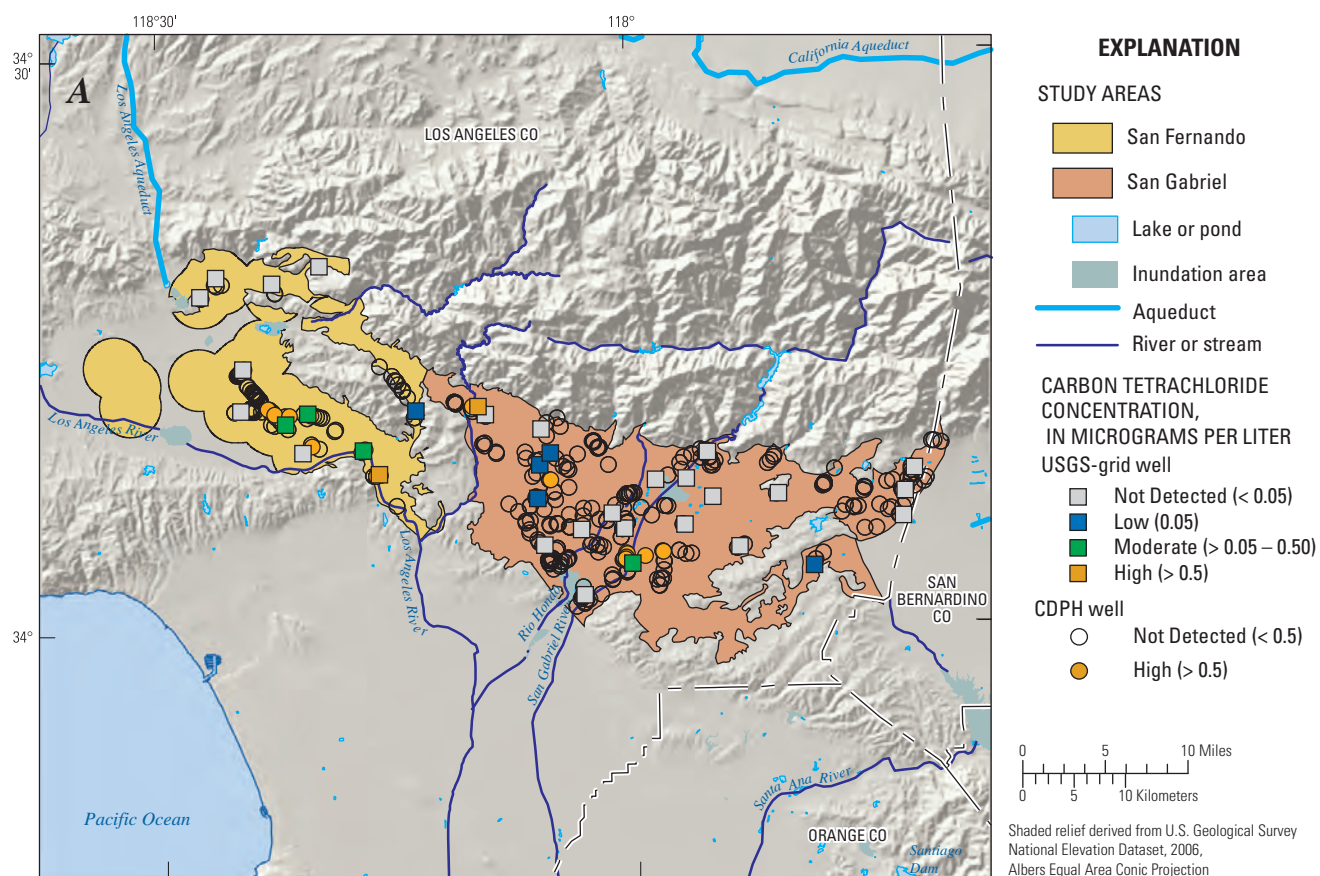 118°30'
118°
34°
30'
A
California Aqueduct
Los Angeles Aqueduct
LOS ANGELES CO
Los Angeles River
Los Angeles River
Rio Hondo
San Gabriel River
SAN
BERNARDINO
CO
34°
Pacific Ocean
Santa Ana River
ORANGE CO
Santiago
Dam
EXPLANATION
STUDY AREAS
San Fernando
San Gabriel
Lake or pond
Inundation area
Aqueduct
River or stream
CARBON TETRACHLORIDE
CONCENTRATION,
IN MICROGRAMS PER LITER
USGS-grid well
Not Detected (< 0.05)
Low (0.05)
Moderate (> 0.05 – 0.50)
High (> 0.5)
CDPH well
Not Detected (< 0.5)
High (> 0.5)
0 5 10 Miles
0 5 10 Kilometers
Shaded relief derived from U.S. Geological Survey
National Elevation Dataset, 2006,
Albers Equal Area Conic Projection